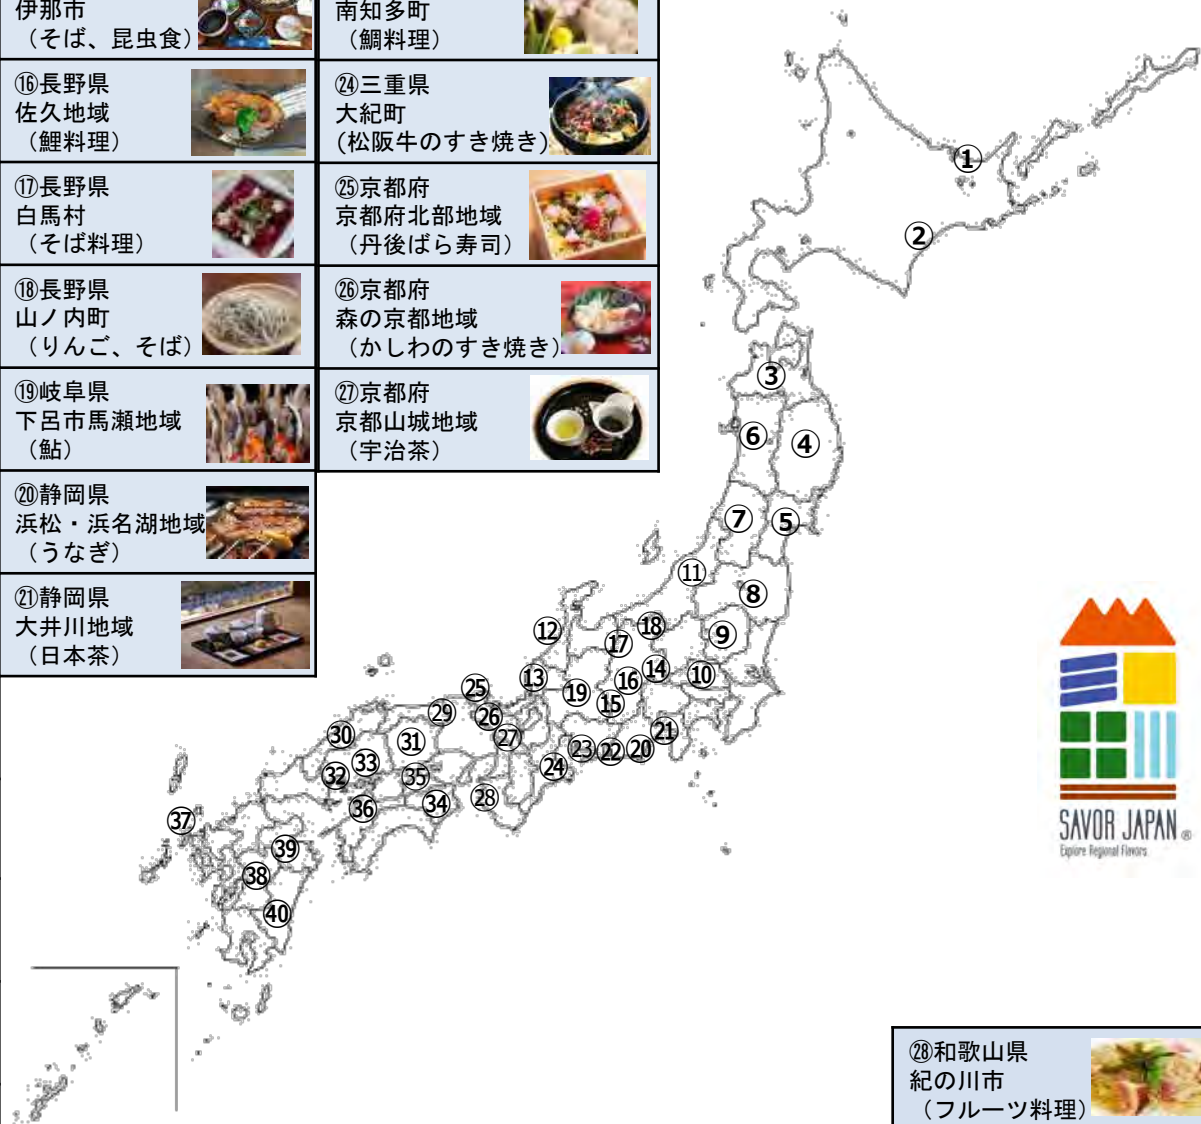 伊那市
（そば、昆虫食）
⑯長野県
佐久地域
（鯉料理）
⑰長野県
白馬村
（そば料理）
⑱長野県
山ノ内町
（りんご、そば）
⑲岐阜県
下呂市馬瀬地域
（鮎）
⑳静岡県
浜松・浜名湖地域
（うなぎ）
㉑静岡県
大井川地域
（日本茶）
南知多町
（鯛料理）
㉔三重県
大紀町
(松阪牛のすき焼き)
㉕京都府
京都府北部地域
（丹後ばら寿司）
㉖京都府
森の京都地域
（かしわのすき焼き）
㉗京都府
京都山城地域
（宇治茶）
①
②
③
⑥
④
⑦
⑤
⑪
⑧
⑫
⑱
⑰
⑨
⑬
⑭
⑩
⑯
⑲
⑮
㉕
㉙
㉖
㉚
㉛
㉗
㉑
㉓
㉒
⑳
㉝
㉔
㉜
㉟
㉘
㊱
㉞
㊲
㊴
㊳
㊵
SAVOR JAPAN ®
Explore Regional Flavors
㉘和歌山県
紀の川市
（フルーツ料理）